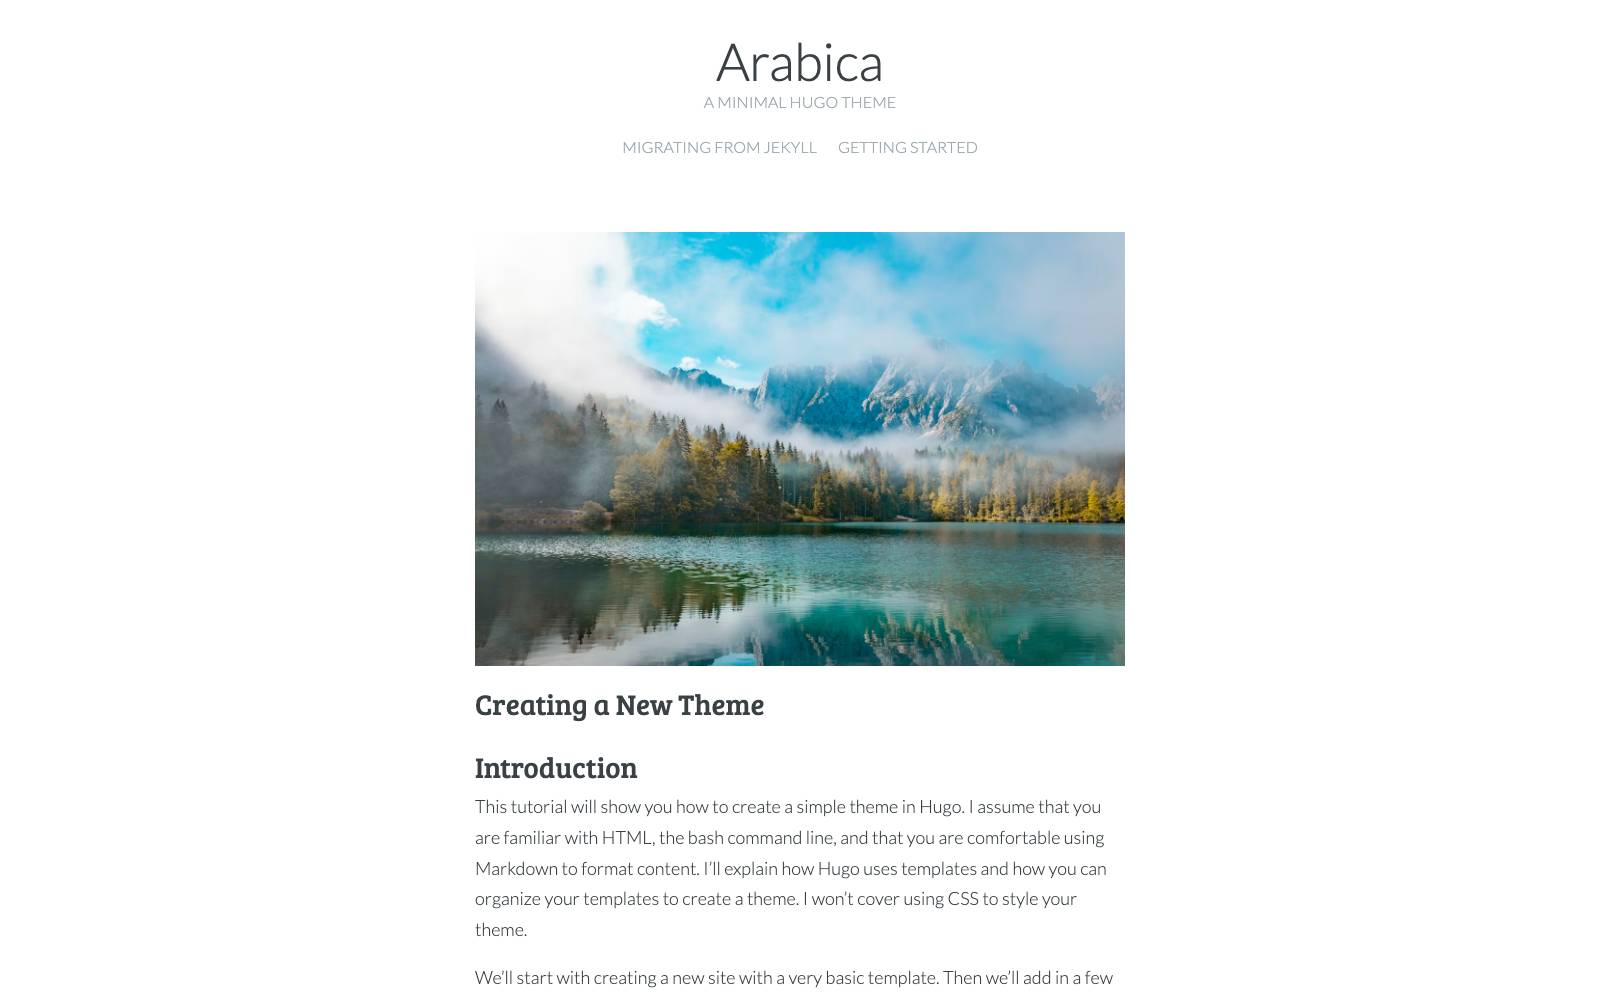 Arabica
A MINIMAL HUGO THEME
MIGRATING FROM JEKYLL GETTING STARTED
Creating a New Theme
Introduction
This tutorial will show you how to create a simple theme in Hugo. I assume that you
are familiar with HTML, the bash command line, and that you are comfortable using
Markdown to format content. I’ll explain how Hugo uses templates and how you can
organize your templates to create a theme. I won’t cover using CSS to style your
theme.
We’ll start with creating a new site with a very basic template. Then we’ll add in a few